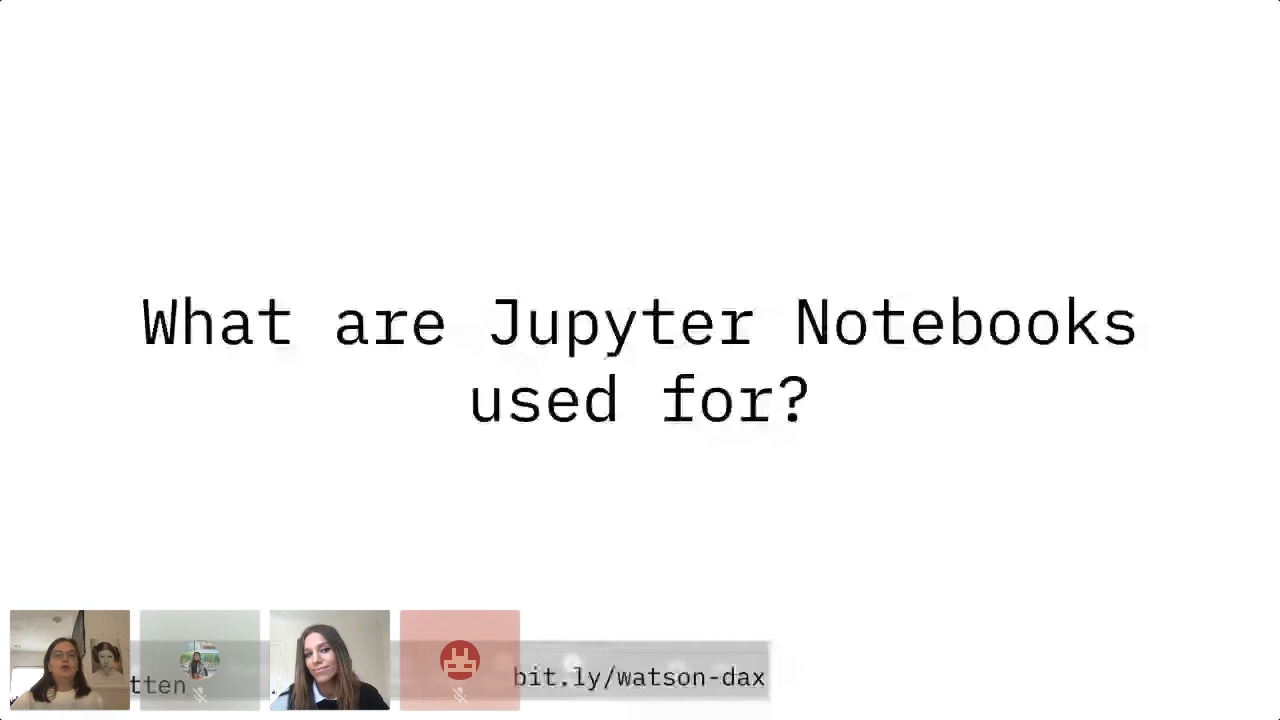 What are Jupyter Notebooks
used for?
tten
bit.ly/watson-dax